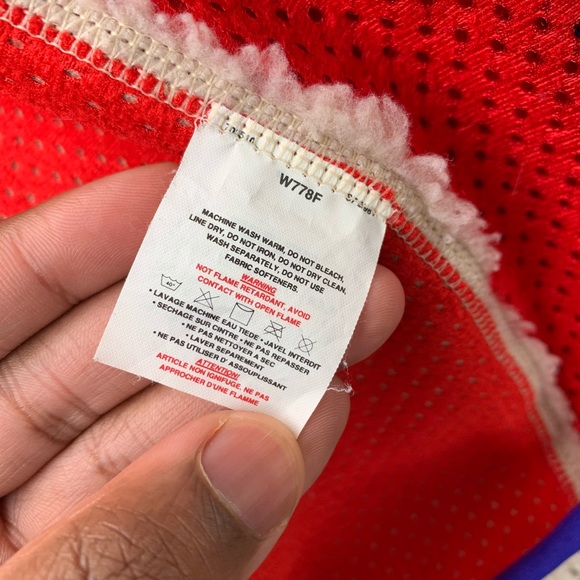 W778F
MACHINE WASH WARM, DO NOT BLEACH,
LINE DRY, DO NOT IRON, DO NOT DRY CLEAN,
WASH SEPARATELY, DO NOT USE
FABRIC SOFTENERS.
WARNING
NOT FLAME RETARDANT, AVOID
CONTACT WITH OPEN FLAME
40°
• LAVAGE MACHINE EAU TIEDE • JAVEL INTERDIT
• SECHAGE SUR CINTRE • NE PAS REPASSER
• NE PAS NETTOYER A SEC
• LAVER SEPAREMENT
• NE PAS UTILISER D'ASSOUPLISSANT
ATTENTION:
ARTICLE NON IGNIFUGE, NE PAS
APPROCHER D'UNE FLAMME